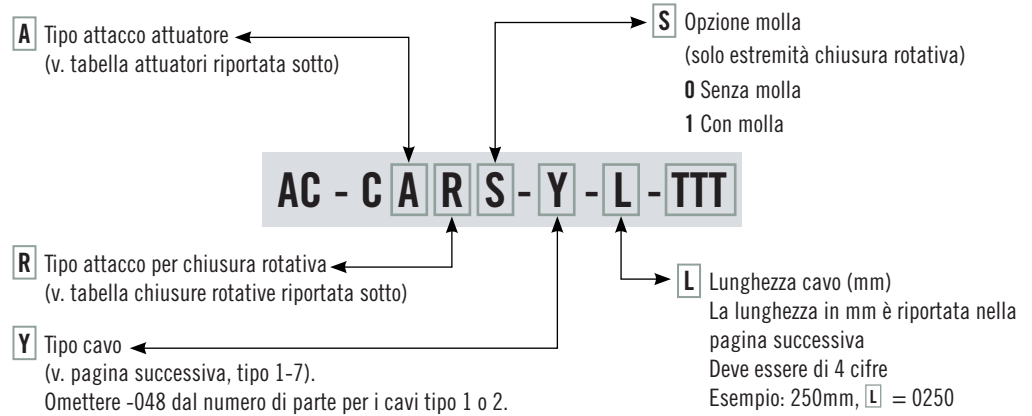 A Tipo attacco attuatore
(v. tabella attuatori riportata sotto)
S Opzione molla
(solo estremità chiusura rotativa)
0 Senza molla
1 Con molla
AC - C A R S - Y - L - TTT
R Tipo attacco per chiusura rotativa
(v. tabella chiusure rotative riportata sotto)
Y Tipo cavo
(v. pagina successiva, tipo 1-7).
Omettere -048 dal numero di parte per i cavi tipo 1 o 2.
L Lunghezza cavo (mm)
La lunghezza in mm è riportata nella
pagina successiva
Deve essere di 4 cifre
Esempio: 250mm, L = 0250